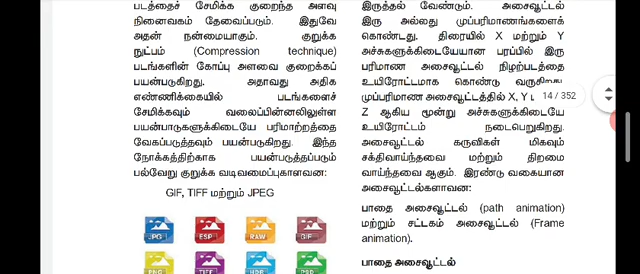 படத்தைச் சேமிக்க குறைந்த அளவு
நினைவகம் தேவைப்படும். இதுவே
அதன் நன்மையாகும். குறுக்க
நுட்பம் (Compression technique)
படங்களின் கோப்பு அளவை குறைக்கப்
பயன்படுகிறது. அதாவது அதிக
எண்ணிக்கையில் படங்களைச்
சேமிக்கவும் வலைப்பின்னலிலுள்ள
பயன்பாடுகளுக்கிடையே பரிமாற்றத்தை
வேகப்படுத்தவும் பயன்படுகிறது. இந்த
நோக்கத்திற்காக பயன்படுத்தப்படும்
பல்வேறு குறுக்க வடிவமைப்புகளாவன:
GIF, TIFF மற்றும் JPEG
JPG ESP RAW GIF
PNG TIFF HDR PSD
இருத்தல் வேண்டும். அசைவூட்டல்
இரு அல்லது முப்பரிமாணங்களைக்
கொண்டது. திரையில் X மற்றும் Y
அச்சுகளுக்கிடையேயான பரப்பில் இரு
பரிமாண அசைவூட்டல் நிழற்படத்தை
உயிரோட்டமாக கொண்டு
முப்பரிமாண அசைவூட்டத்தில் X, Y
Z ஆகிய மூன்று அச்சுகளுக்கிடையே
உயிரோட்டம் நடைபெறுகிறது.
அசைவூட்டல் கருவிகள் மிகவும்
சக்திவாய்ந்தவை மற்றும் திறமை
வாய்ந்தவை ஆகும். இரண்டு வகையான
அசைவூட்டல்களாவன:
பாதை அசைவூட்டல் (path animation)
மற்றும் சட்டகம் அசைவூட்டல் (Frame
animation).
பாதை அசைவூட்டல்
14 / 352